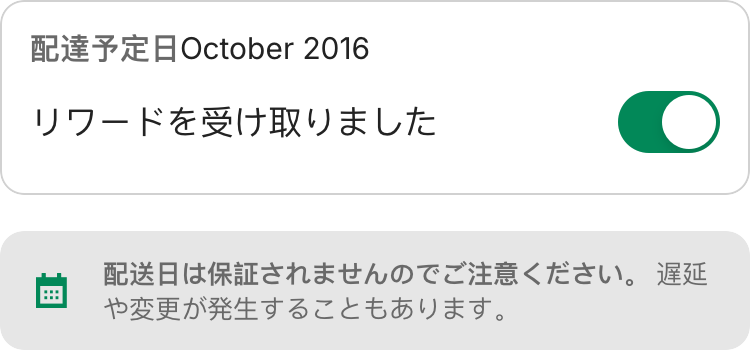 配達予定日October 2016
リワードを受け取りました
配送日は保証されませんのでご注意ください。 遅延
や変更が発生することもあります。